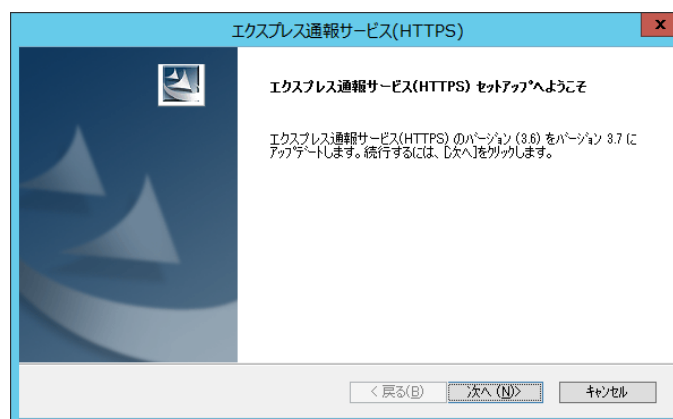 エクスプレス通報サービス(HTTPS)
x
エクスプレス通報サービス(HTTPS) セットアップへようこそ
エクスプレス通報サービス(HTTPS) のバージョン (3.6) をバージョン 3.7 に
アップデートします。続行するには、[次へ]をクリックします。
< 戻る(B) 次へ (N)> キャンセル